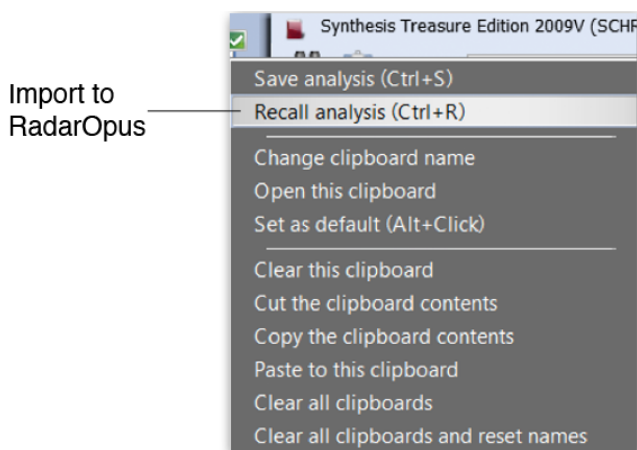 Synthesis Treasure Edition 2009V (SCHR
Save analysis (Ctrl+S)
Import to
RadarOpus
Recall analysis (Ctrl+R)
Change clipboard name
Open this clipboard
Set as default (Alt+Click)
Clear this clipboard
Cut the clipboard contents
Copy the clipboard contents
Paste to this clipboard
Clear all clipboards
Clear all clipboards and reset names